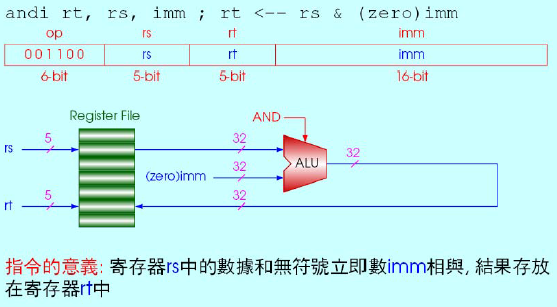 andi rt, rs, imm ; rt <-- rs & (zero)imm
op rs rt imm
001100 rs rt imm
6-bit 5-bit 5-bit 16-bit
Register File
AND
rs 5 32
ALU 32
(zero)imm 32
rt 5 32
指令的意義: 寄存器rs中的數據和無符號立即數imm相與, 結果存放
在寄存器rt中